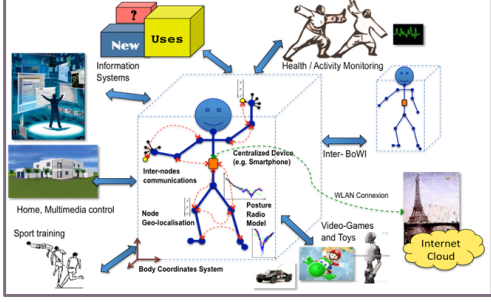 ?
New
Uses
Information
Systems
Health / Activity Monitoring
Centralized Device
(e.g. Smartphone)
Inter-nodes
communications
Inter- BoWI
WLAN Connexion
Home, Multimedia control
Node
Geo-localisation
Posture
Radio
Model
Video-Games
and Toys
Sport training
Internet
Cloud
Body Coordinates System